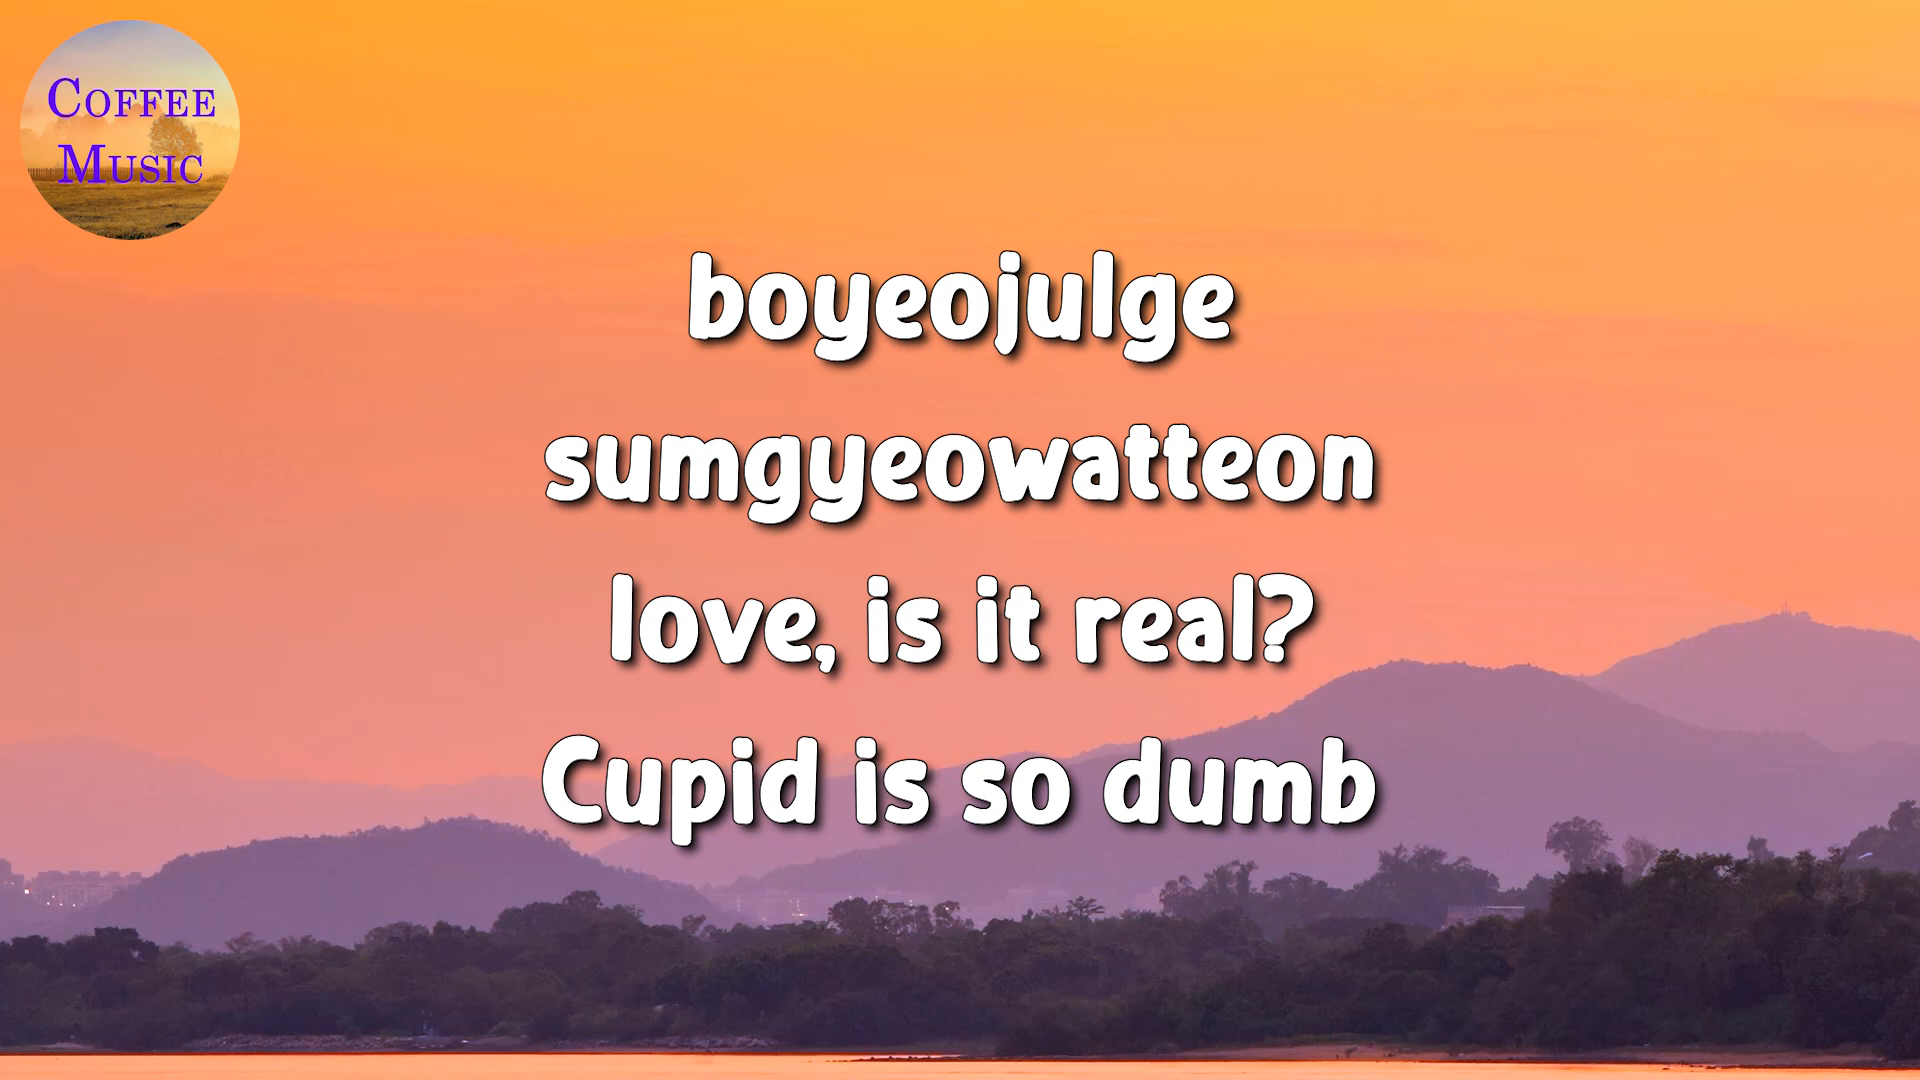 Coffee
Music
boyeojulge
sumgyeowatteon
love, is it real?
Cupid is so dumb